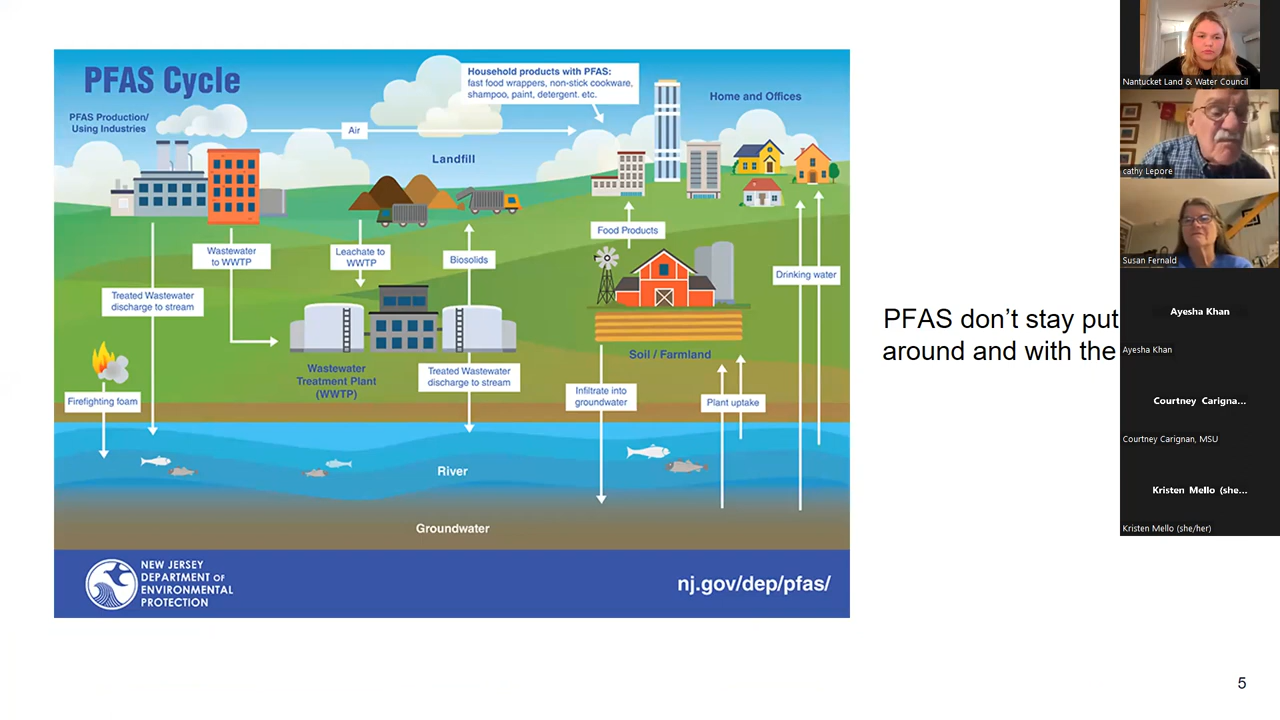 PFAS Cycle
Household products with PFAS:
fast food wrappers, non-stick cookware,
shampoo, paint, detergent. etc.
Home and Offices
PFAS Production/
Using Industries
Air
Landfill
Food Products
Wastewater
to WWTP
Leachate to
WWTP
Biosolids
Drinking water
Treated Wastewater
discharge to stream
Soil / Farmland
Wastewater
Treatment Plant
(WWTP)
Treated Wastewater
discharge to stream
Infiltrate into
groundwater
Plant uptake
Firefighting foam
River
Groundwater
NEW JERSEY
DEPARTMENT OF
ENVIRONMENTAL
PROTECTION
nj.gov/dep/pfas/
PFAS don’t stay put
around and with the
5
Nantucket Land & Water Council
cathy Lepore
Susan Fernald
Ayesha Khan
Ayesha Khan
Courtney Carigna...
Courtney Carignan, MSU
Kristen Mello (she...
Kristen Mello (she/her)